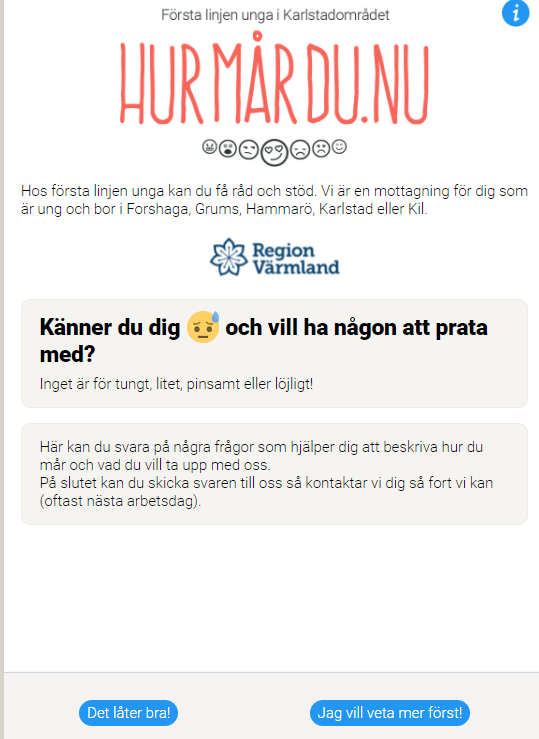 Första linjen unga i Karlstadområdet
i
HUR MÅR DU.NU
Hos första linjen unga kan du få råd och stöd. Vi är en mottagning för dig som
är ung och bor i Forshaga, Grums, Hammarö, Karlstad eller Kil.
Region
Värmland
Känner du dig 😓 och vill ha någon att prata
med?
Inget är för tungt, litet, pinsamt eller löjligt!
Här kan du svara på några frågor som hjälper dig att beskriva hur du
mår och vad du vill ta upp med oss.
På slutet kan du skicka svaren till oss så kontaktar vi dig så fort vi kan
(oftast nästa arbetsdag).
Det låter bra!
Jag vill veta mer först!